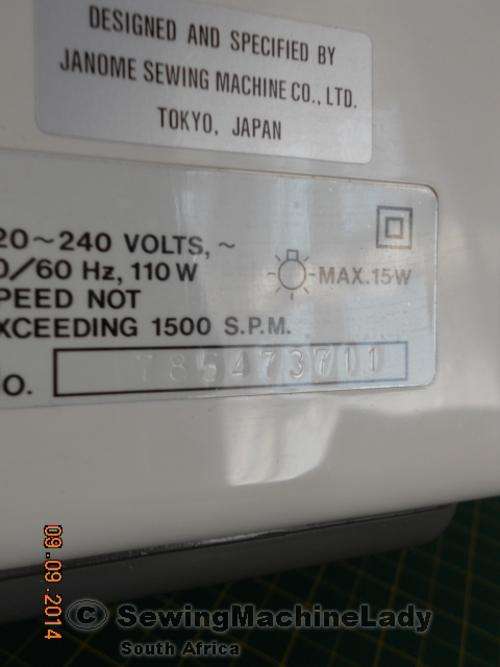 DESIGNED AND SPECIFIED BY
JANOME SEWING MACHINE CO., LTD.
TOKYO, JAPAN
20~240 VOLTS, ~
0/60 Hz, 110 W
MAX.15W
PEED NOT
XCEEDING 1500 S.P.M.
O.
09.09.2014
© SewingMachineLady
South Africa